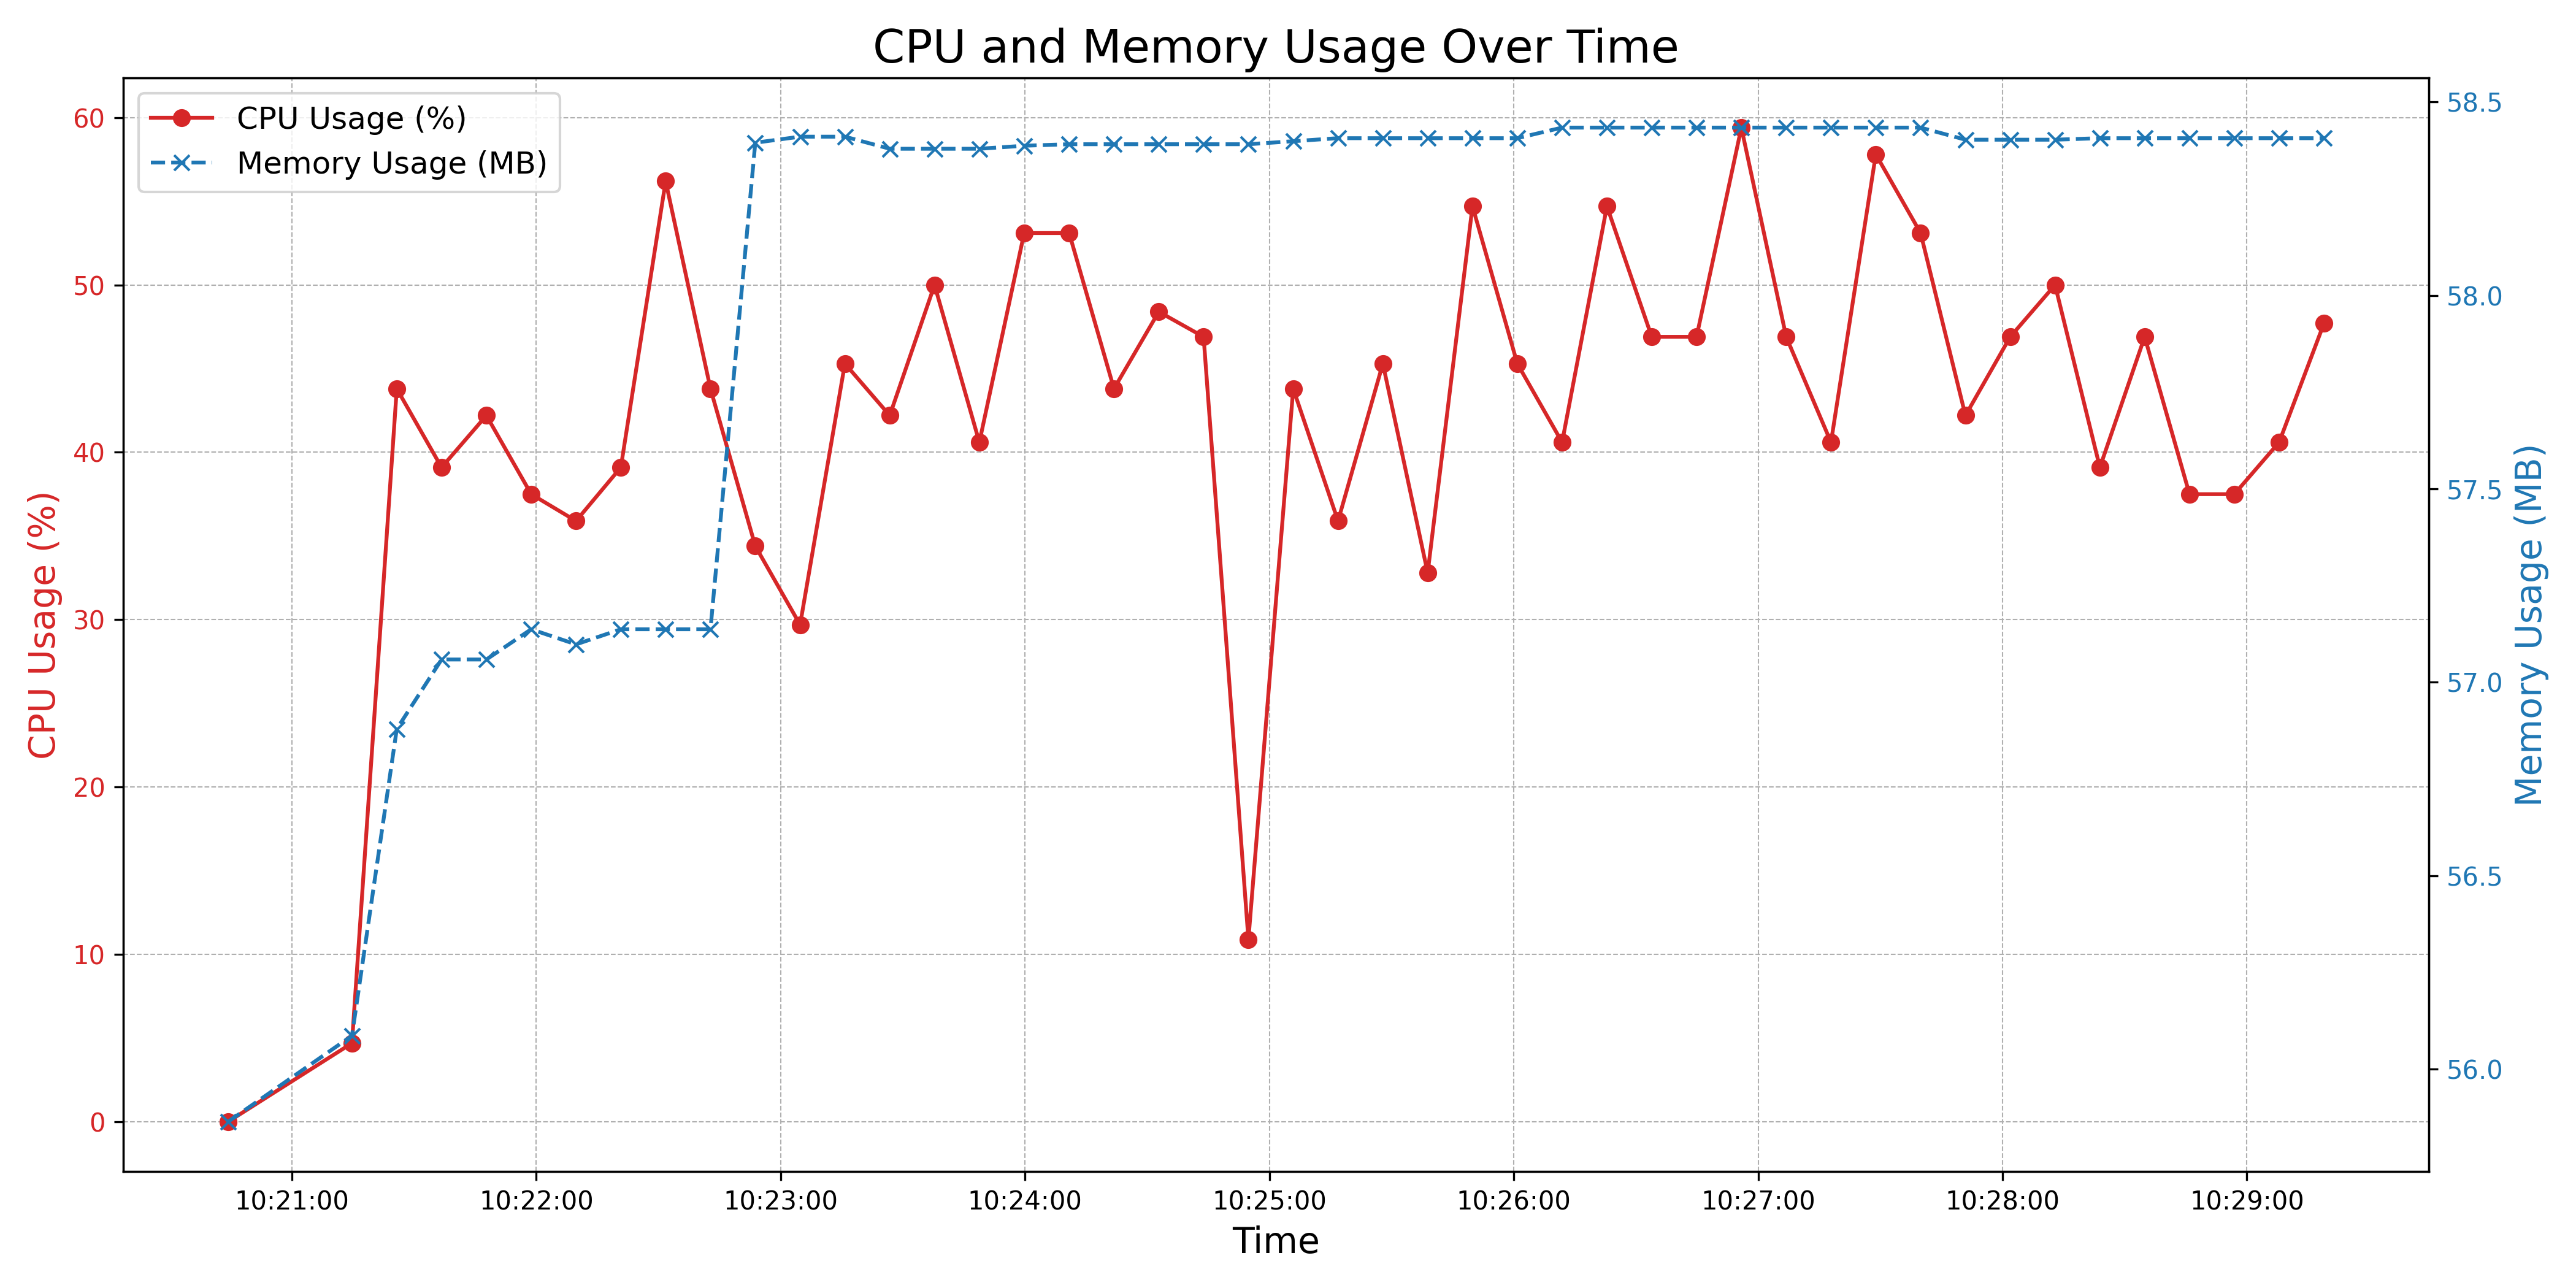 CPU and Memory Usage Over Time
CPU Usage (%)
Memory Usage (MB)
60
50
40
30
20
10
0
CPU Usage (%)
58.5
58.0
57.5
57.0
56.5
56.0
Memory Usage (MB)
10:21:00 10:22:00 10:23:00 10:24:00 10:25:00 10:26:00 10:27:00 10:28:00 10:29:00
Time